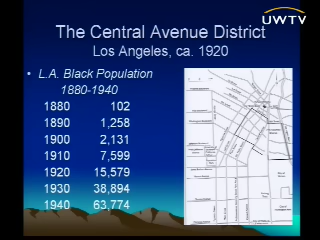 UWTV
The Central Avenue District
Los Angeles, ca. 1920
• L.A. Black Population
1880-1940
1880 102
1890 1,258
1900 2,131
1910 7,599
1920 15,579
1930 38,894
1940 63,774